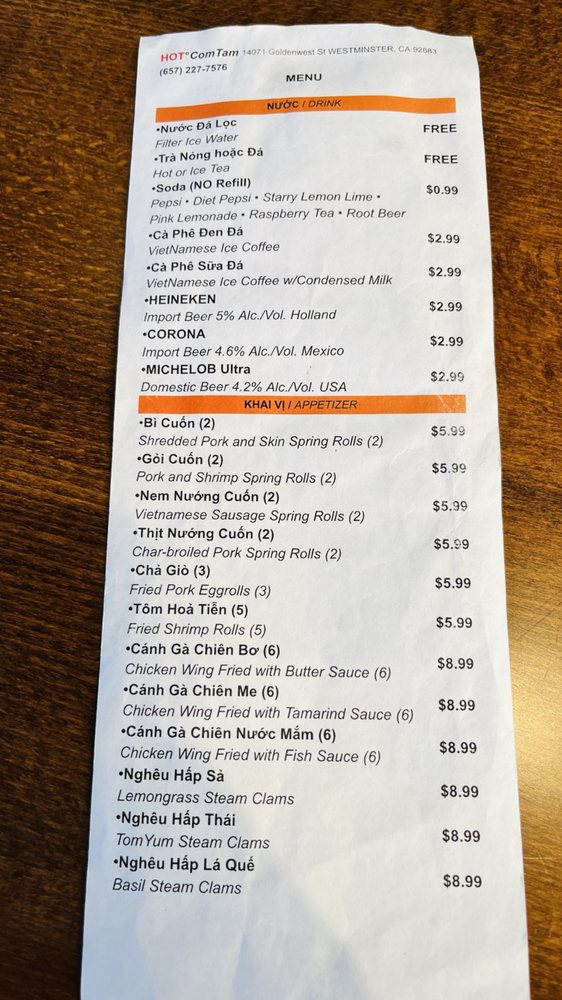 HOT°ComTam 14071 Goldenwest St WESTMINSTER, CA 92683
(657) 227-7576
MENU
NƯỚC / DRINK
•Nước Đá Lọc
Filter Ice Water
FREE
•Trà Nóng hoặc Đá
Hot or Ice Tea
FREE
•Soda (NO Refill)
$0.99
Pepsi • Diet Pepsi • Starry Lemon Lime •
Pink Lemonade • Raspberry Tea • Root Beer
•Cà Phê Đen Đá
VietNamese Ice Coffee
$2.99
•Cà Phê Sữa Đá
VietNamese Ice Coffee w/Condensed Milk
$2.99
•HEINEKEN
Import Beer 5% Alc./Vol. Holland
$2.99
•CORONA
Import Beer 4.6% Alc./Vol. Mexico
$2.99
•MICHELOB Ultra
Domestic Beer 4.2% Alc./Vol. USA
$2.99
KHAI VỊ / APPETIZER
•Bì Cuốn (2)
Shredded Pork and Skin Spring Rolls (2)
$5.99
•Gỏi Cuốn (2)
Pork and Shrimp Spring Rolls (2)
$5.99
•Nem Nướng Cuốn (2)
Vietnamese Sausage Spring Rolls (2)
$5.99
•Thịt Nướng Cuốn (2)
Char-broiled Pork Spring Rolls (2)
$5.99
•Chả Giò (3)
Fried Pork Eggrolls (3)
$5.99
•Tôm Hoả Tiễn (5)
Fried Shrimp Rolls (5)
$5.99
•Cánh Gà Chiên Bơ (6)
Chicken Wing Fried with Butter Sauce (6)
$8.99
•Cánh Gà Chiên Me (6)
Chicken Wing Fried with Tamarind Sauce (6)
$8.99
•Cánh Gà Chiên Nước Mắm (6)
Chicken Wing Fried with Fish Sauce (6)
$8.99
•Nghêu Hấp Sả
Lemongrass Steam Clams
$8.99
•Nghêu Hấp Thái
TomYum Steam Clams
$8.99
•Nghêu Hấp Lá Quế
Basil Steam Clams
$8.99